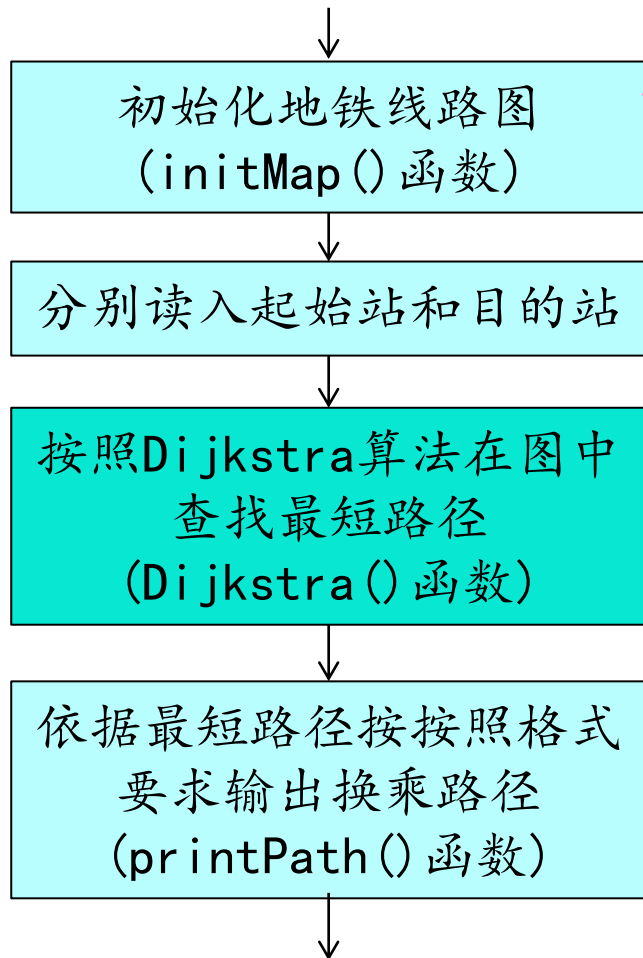 初始化地铁线路图
(initMap()函数)
分别读入起始站和目的站
按照Dijkstra算法在图中
查找最短路径
(Dijkstra()函数)
依据最短路径按按照格式
要求输出换乘路径
(printPath()函数)